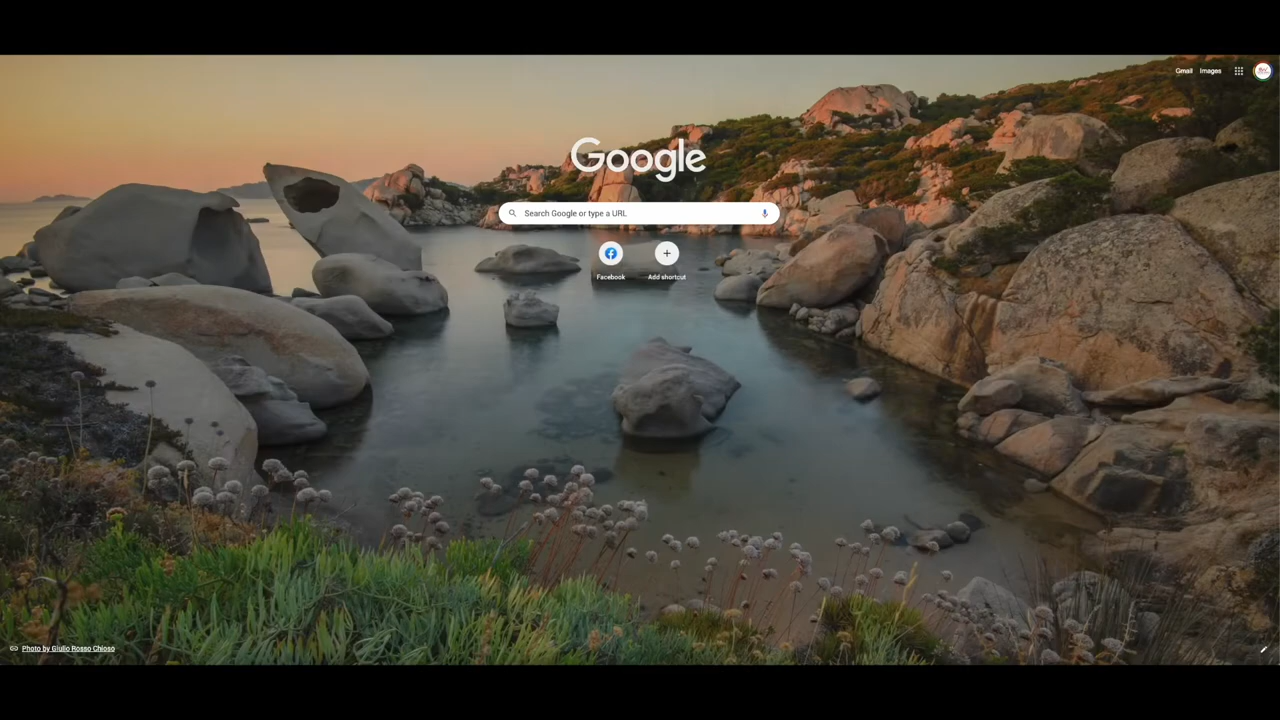 Gmail Images
Google
Search Google or type a URL
Facebook Add shortcut
Photo by Giulio Rosso Chioso